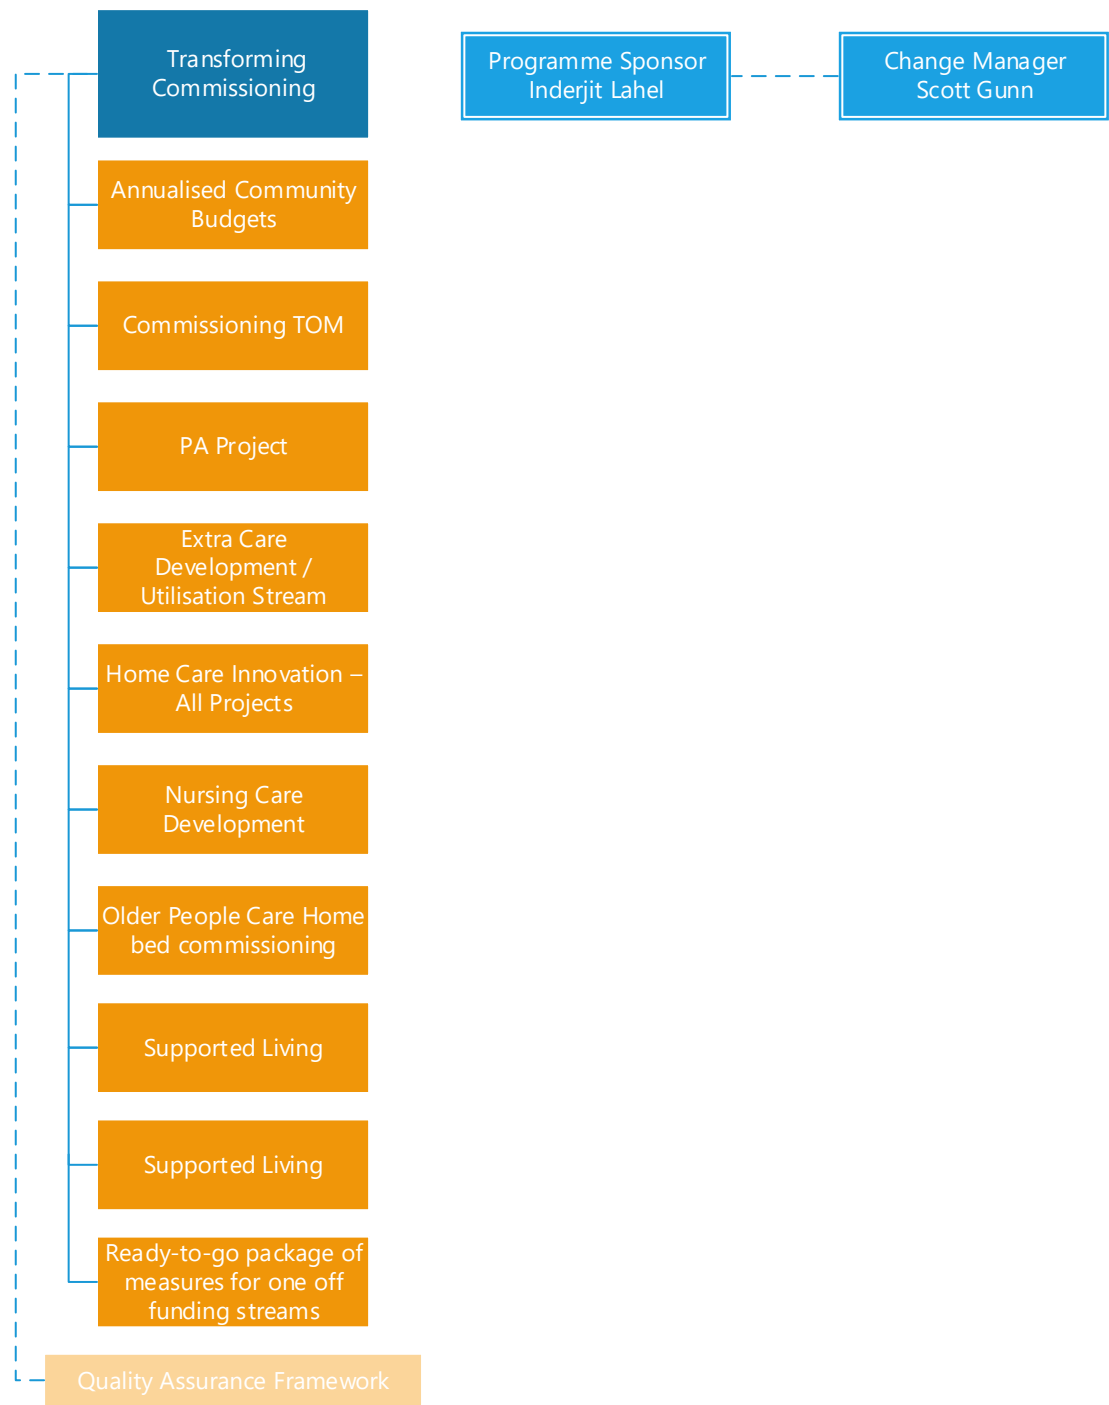 Transforming
Commissioning
Programme Sponsor
Inderjit Lahel
Change Manager
Scott Gunn
Annualised Community
Budgets
Commissioning TOM
PA Project
Extra Care
Development /
Utilisation Stream
Home Care Innovation –
All Projects
Nursing Care
Development
Older People Care Home
bed commissioning
Supported Living
Supported Living
Ready-to-go package of
measures for one off
funding streams
Quality Assurance Framework